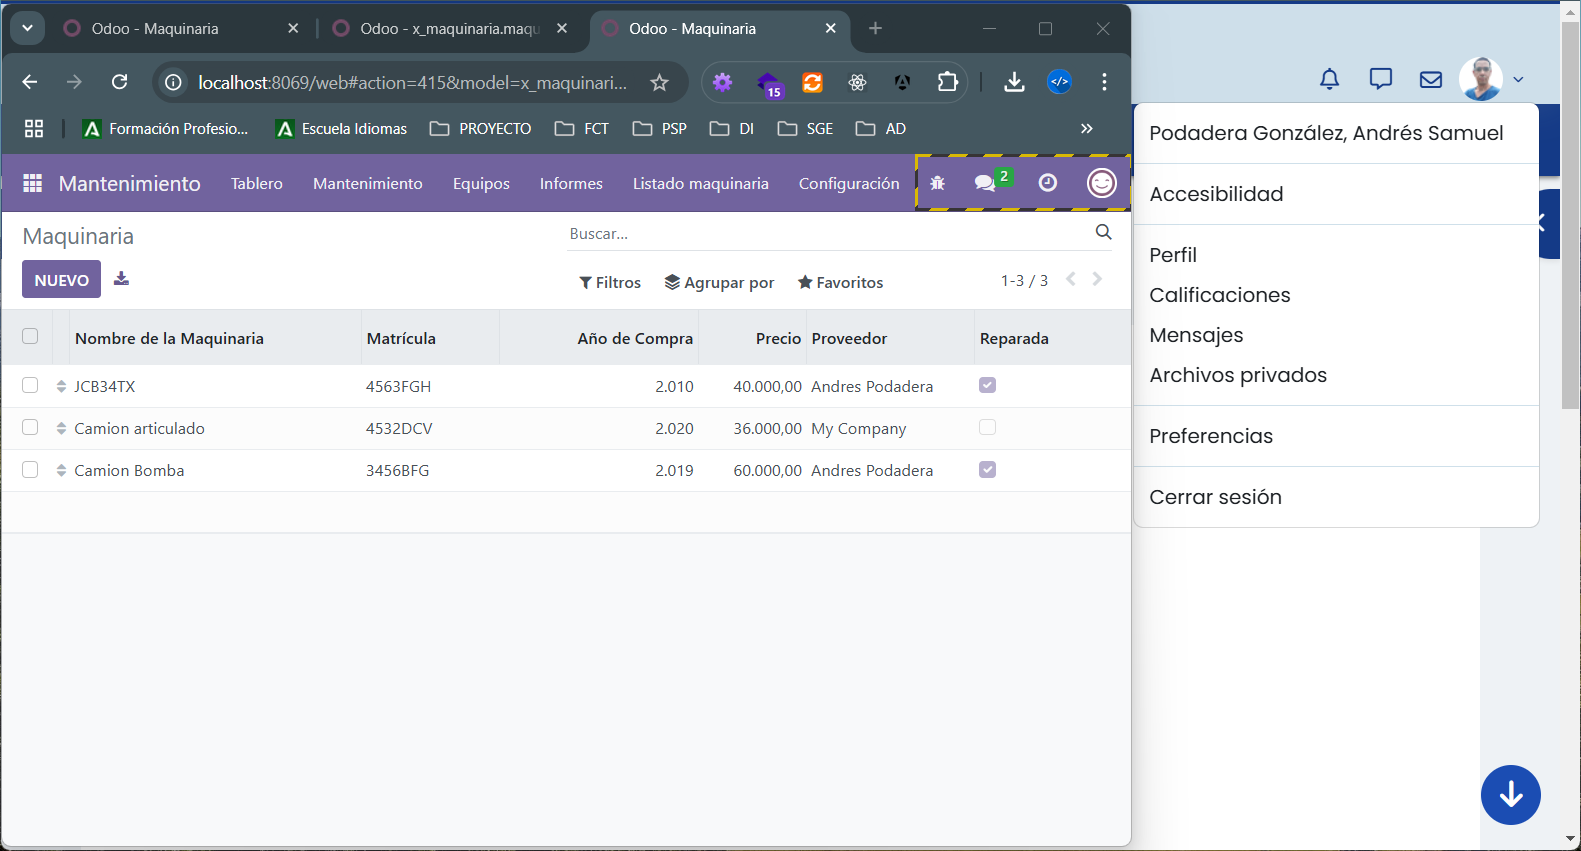 Odoo - Maquinaria
Odoo - x_maquinaria.maqu
Odoo - Maquinaria
localhost:8069/web#action=415&model=x_maquinari...
15
Formación Profesio...
Escuela Idiomas
PROYECTO
FCT
PSP
DI
SGE
AD
Mantenimiento
Tablero
Mantenimiento
Equipos
Informes
Listado maquinaria
Configuración
2
Maquinaria
Buscar...
NUEVO
Filtros
Agrupar por
Favoritos
1-3 / 3
Nombre de la Maquinaria Matrícula Año de Compra Precio Proveedor Reparada
JCB34TX 4563FGH 2.010 40.000,00 Andres Podadera
Camion articulado 4532DCV 2.020 36.000,00 My Company
Camion Bomba 3456BFG 2.019 60.000,00 Andres Podadera
Podadera González, Andrés Samuel
Accesibilidad
Perfil
Calificaciones
Mensajes
Archivos privados
Preferencias
Cerrar sesión